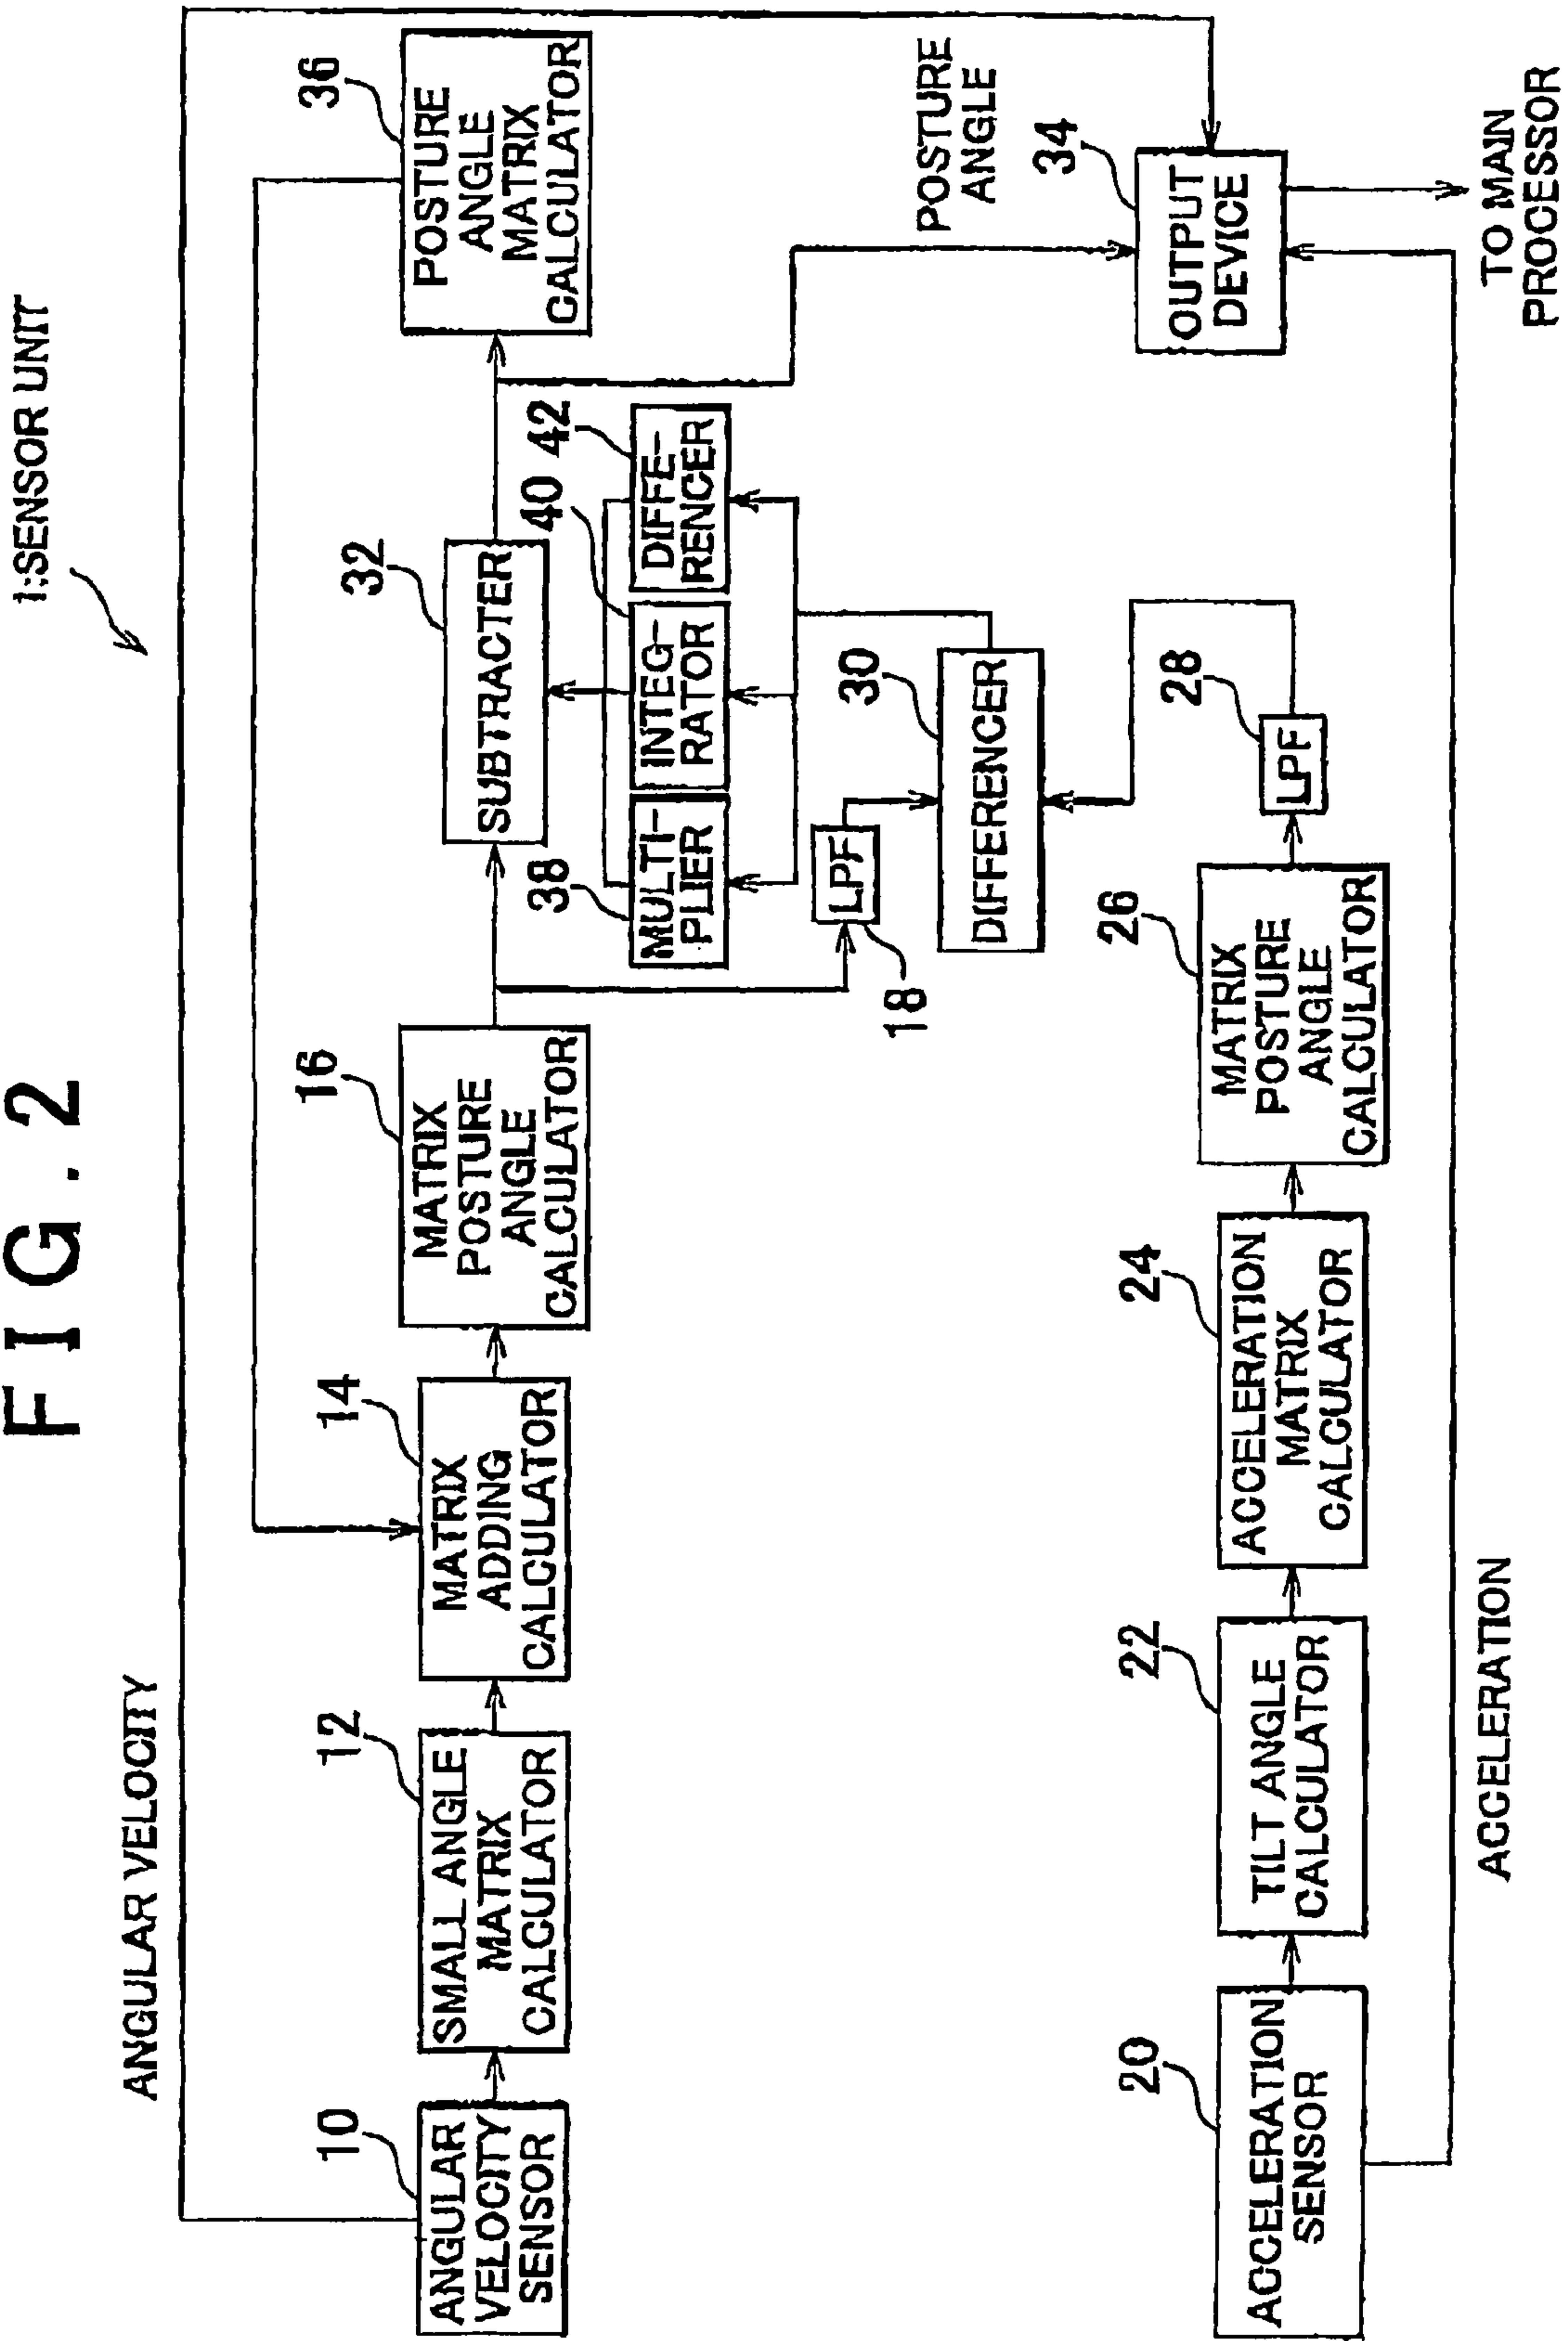 FIG. 2
1:SENSOR UNIT
ANGULAR VELOCITY
10
ANGULAR
VELOCITY
SENSOR
12
SMALL ANGLE
MATRIX
CALCULATOR
14
MATRIX
ADDING
CALCULATOR
16
MATRIX
POSTURE
ANGLE
CALCULATOR
32
SUBTRACTER
36
POSTURE
ANGLE
MATRIX
CALCULATOR
38
MULTI-
PLIER
40
INTEG-
RATOR
42
DIFFE-
RENCER
18
LPF
30
DIFFERENCER
POSTURE
ANGLE
34
OUTPUT
DEVICE
TO MAIN
PROCESSOR
20
ACCELERATION
SENSOR
22
TILT ANGLE
CALCULATOR
24
ACCELERATION
MATRIX
CALCULATOR
26
MATRIX
POSTURE
ANGLE
CALCULATOR
28
LPF
ACCELERATION